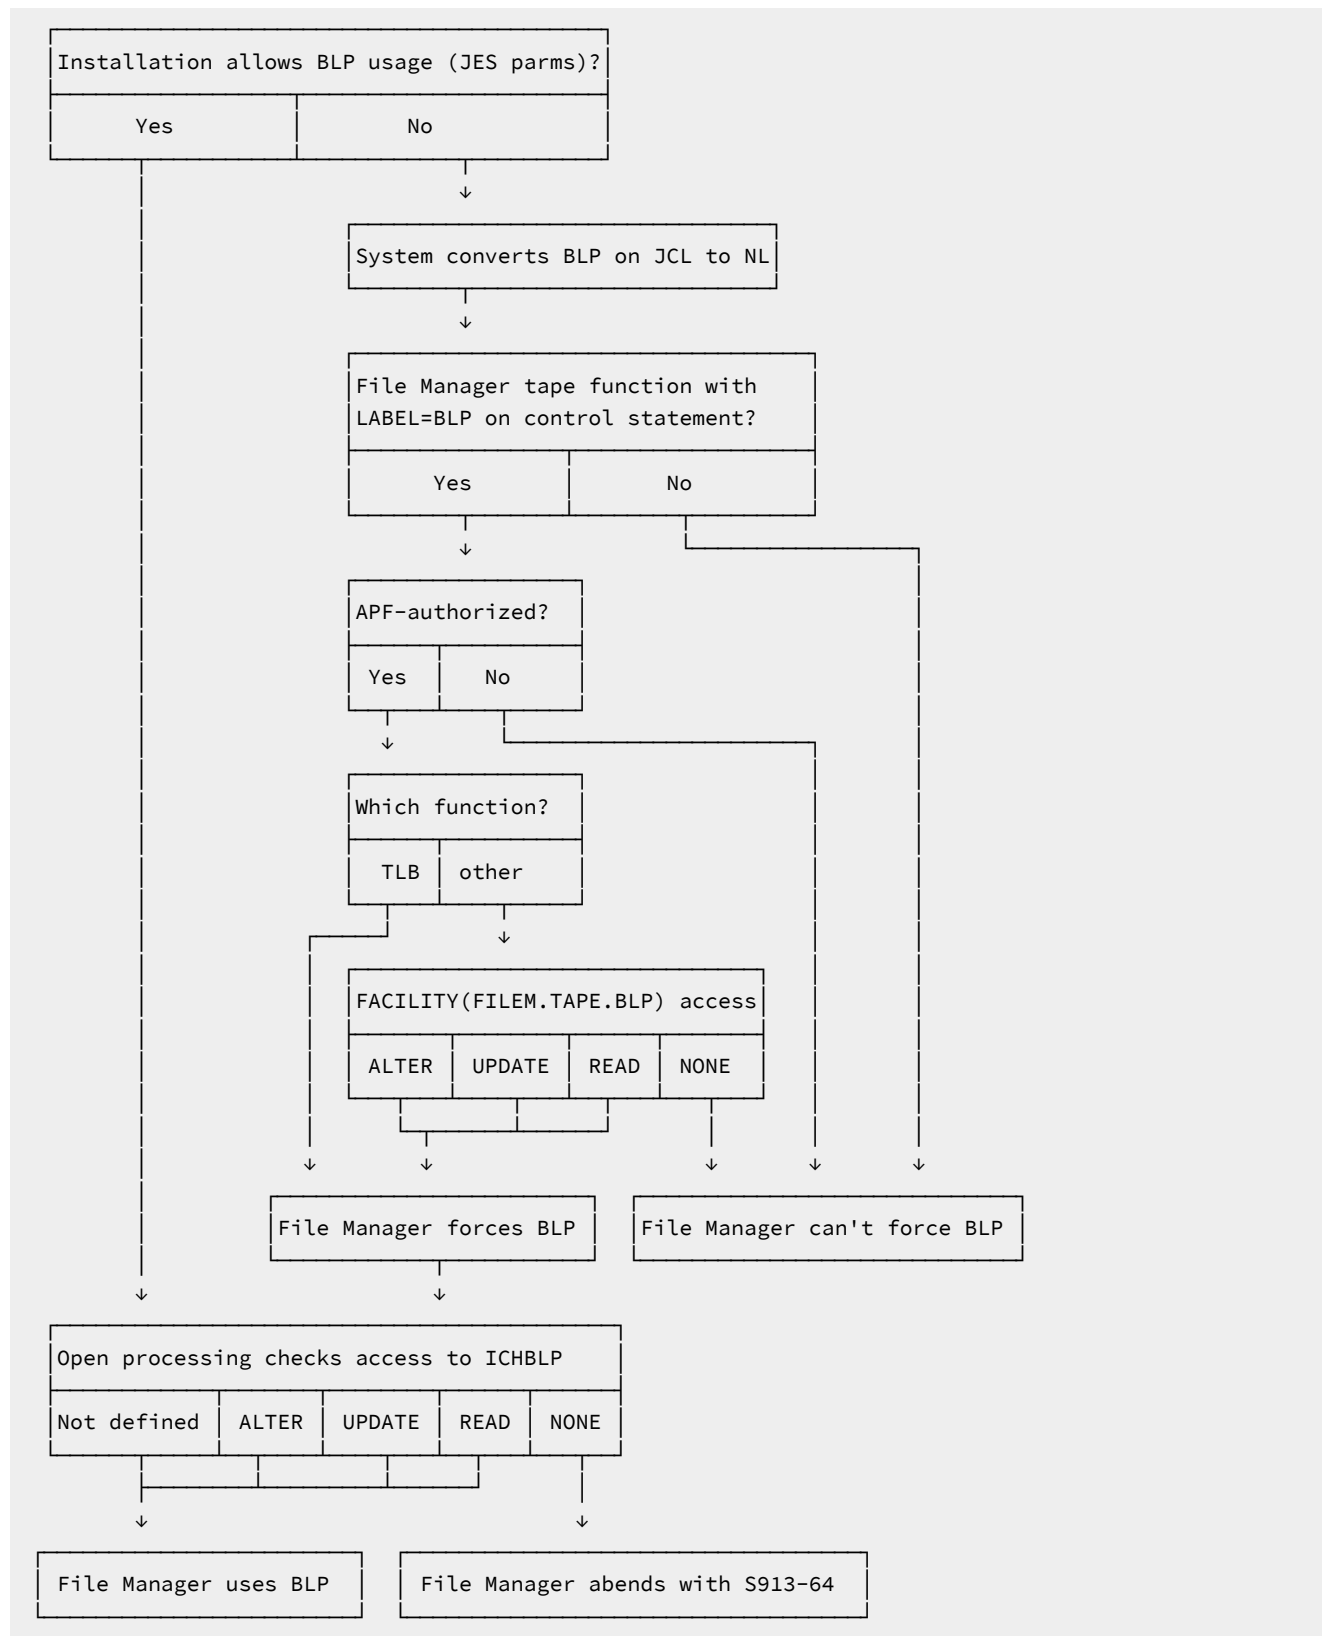 Installation allows BLP usage (JES parms)?
Yes No
System converts BLP on JCL to NL
File Manager tape function with
LABEL=BLP on control statement?
Yes No
APF-authorized?
Yes No
Which function?
TLB other
FACILITY(FILEM.TAPE.BLP) access
ALTER UPDATE READ NONE
File Manager forces BLP File Manager can't force BLP
Open processing checks access to ICHBLP
Not defined ALTER UPDATE READ NONE
File Manager uses BLP File Manager abends with S913-64